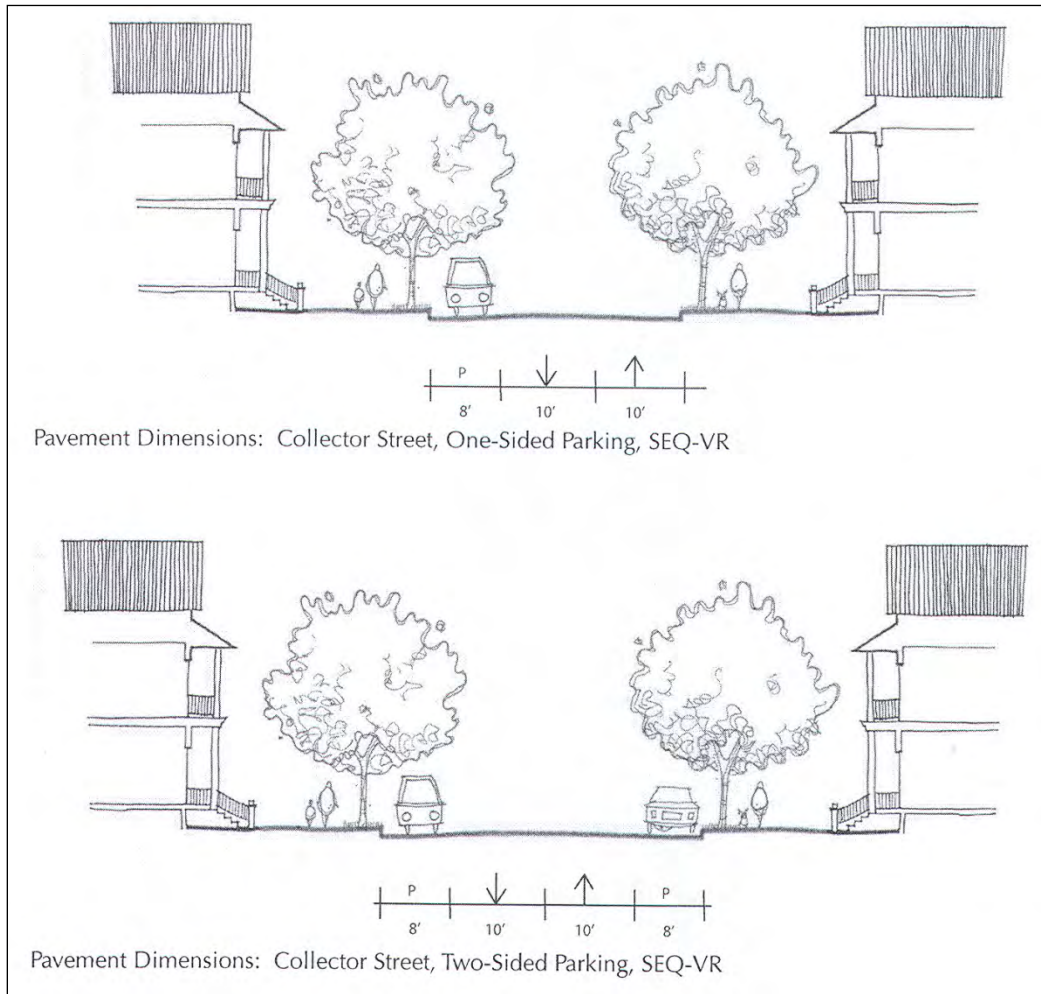 P
8' 10' 10'
Pavement Dimensions: Collector Street, One-Sided Parking, SEQ-VR
P P
8' 10' 10' 8'
Pavement Dimensions: Collector Street, Two-Sided Parking, SEQ-VR